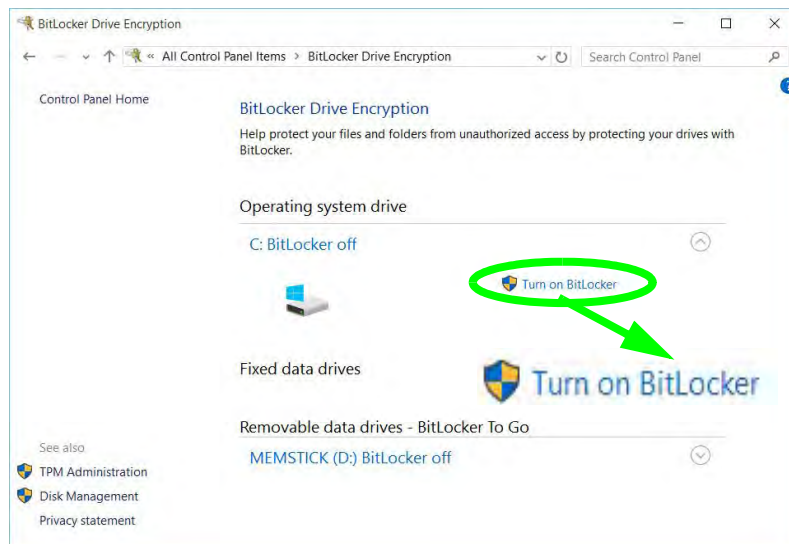 BitLocker Drive Encryption
« All Control Panel Items > BitLocker Drive Encryption
Search Control Panel
Control Panel Home
?
BitLocker Drive Encryption
Help protect your files and folders from unauthorized access by protecting your drives with
BitLocker.
Operating system drive
C: BitLocker off
Turn on BitLocker
Fixed data drives
Turn on BitLocker
Removable data drives - BitLocker To Go
MEMSTICK (D:) BitLocker off
See also
TPM Administration
Disk Management
Privacy statement